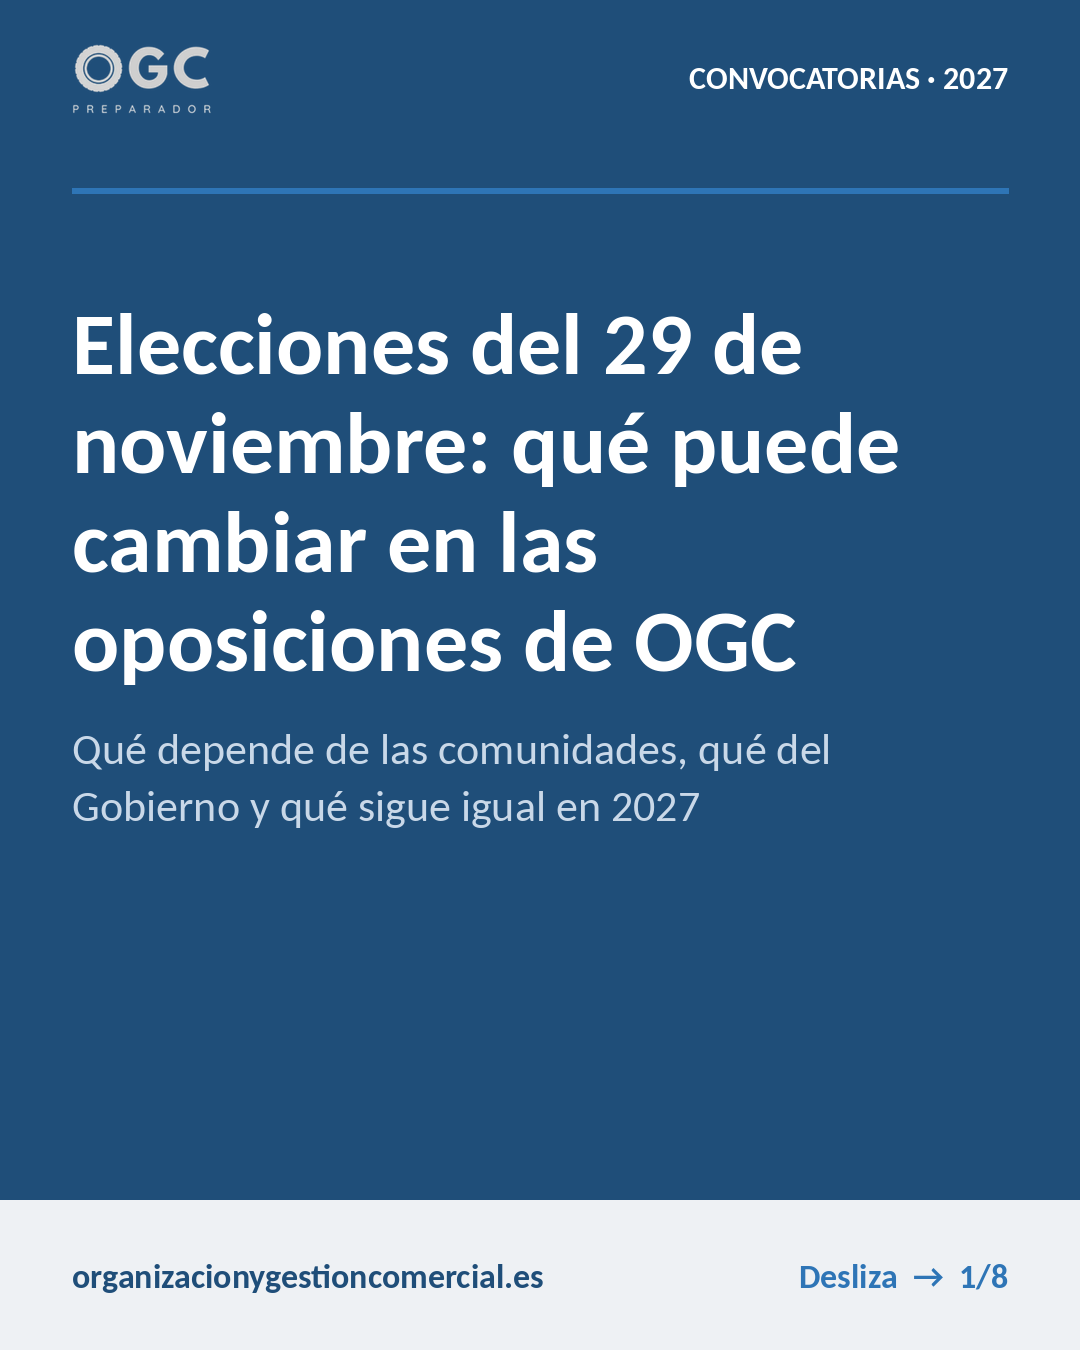 OGC
PREPARADOR
CONVOCATORIAS · 2027
Elecciones del 29 de
noviembre: qué puede
cambiar en las
oposiciones de OGC
Qué depende de las comunidades, qué del
Gobierno y qué sigue igual en 2027
organizacionygestioncomercial.es
Desliza → 1/8